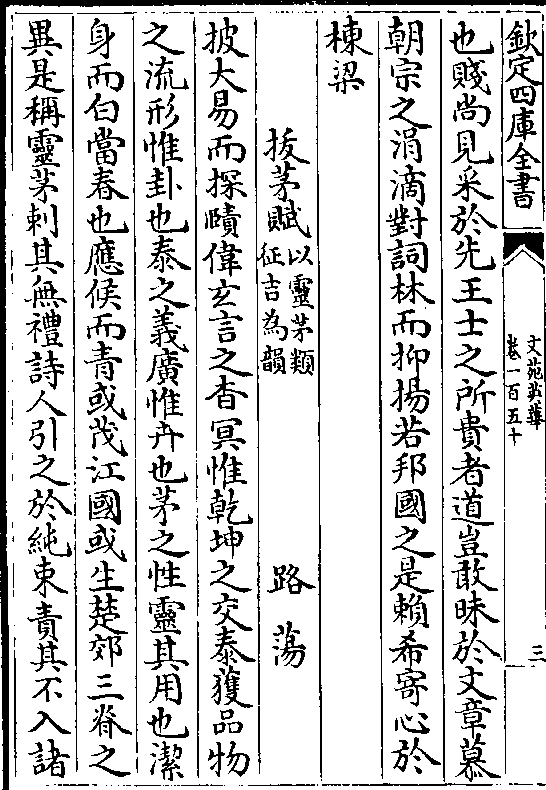 欽定四庫全書
文苑英華
卷一百五十
三
也賤尚見采於先王士之所貴者道豈敢昧於文章慕
朝宗之涓滴對詞林而抑揚若邦國之是賴希寄心於
棟梁
拔茅賦以靈茅類
征吉為韻
路蕩
披大易而探賾偉玄言之杳冥惟乾坤之交泰獲品物
之流形惟卦也泰之義廣惟卉也茅之性靈其用也潔
身而白當春也應候而青或茂江國或生楚郊三脊之
異是稱靈茅刺其無禮詩人引之於純束責其不入諸